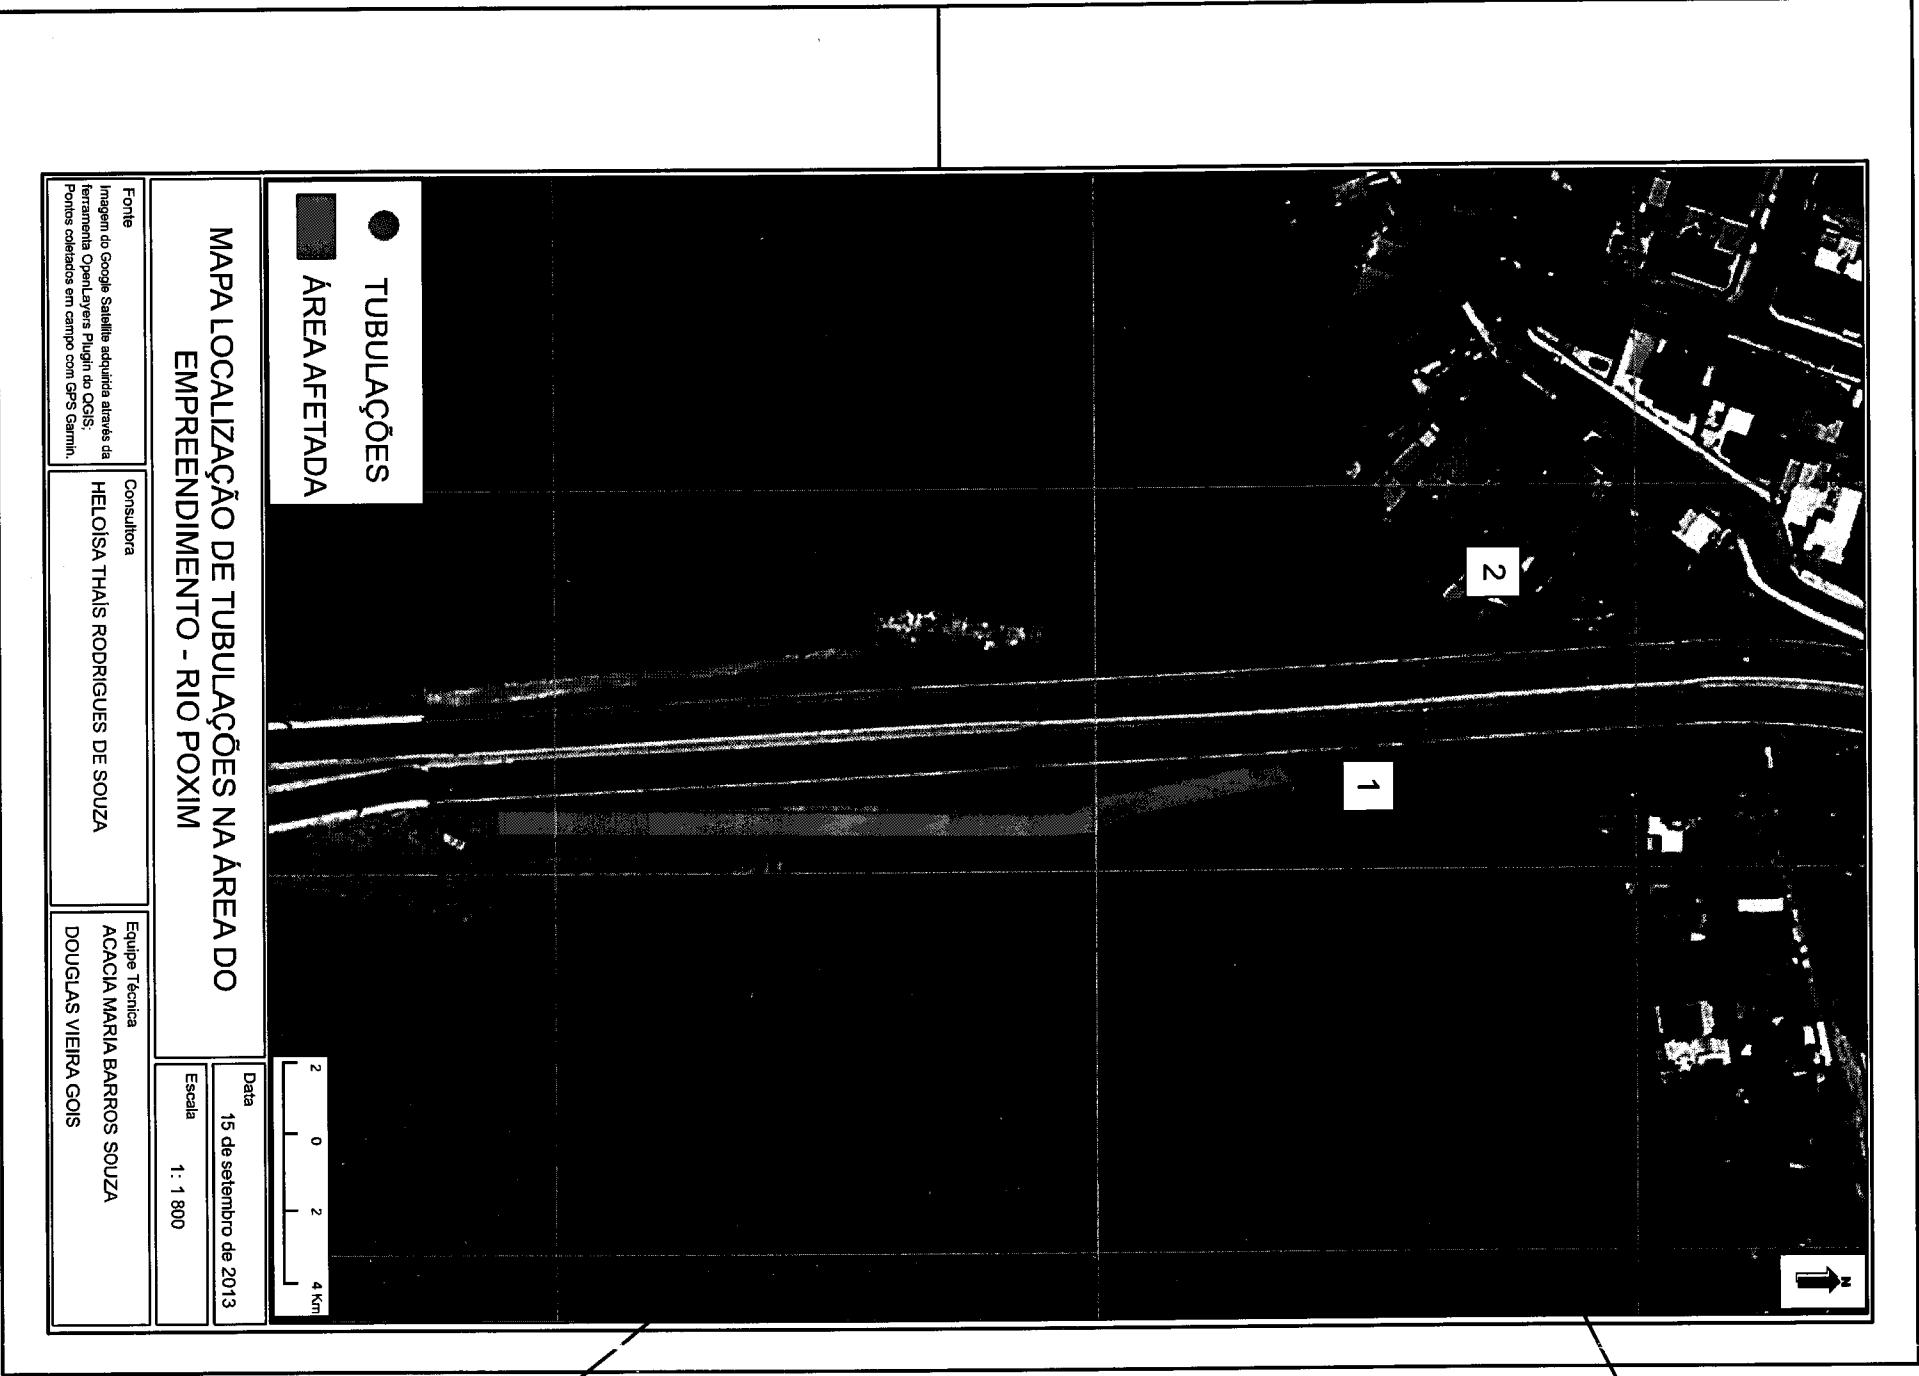 N
2
1
TUBULAÇÕES
ÁREA AFETADA
2 0 2 4 Km
MAPA LOCALIZAÇÃO DE TUBULAÇÕES NA ÁREA DO
EMPREENDIMENTO - RIO POXIM
Data
15 de setembro de 2013
Escala
1: 1 800
Fonte
Imagem do Google Satellite adquirida através da
ferramenta OpenLayers Plugin do QGIS;
Pontos coletados em campo com GPS Garmin.
Consultora
HELOÍSA THAÍS RODRIGUES DE SOUZA
Equipe Técnica
ACACIA MARIA BARROS SOUZA
DOUGLAS VIEIRA GOIS